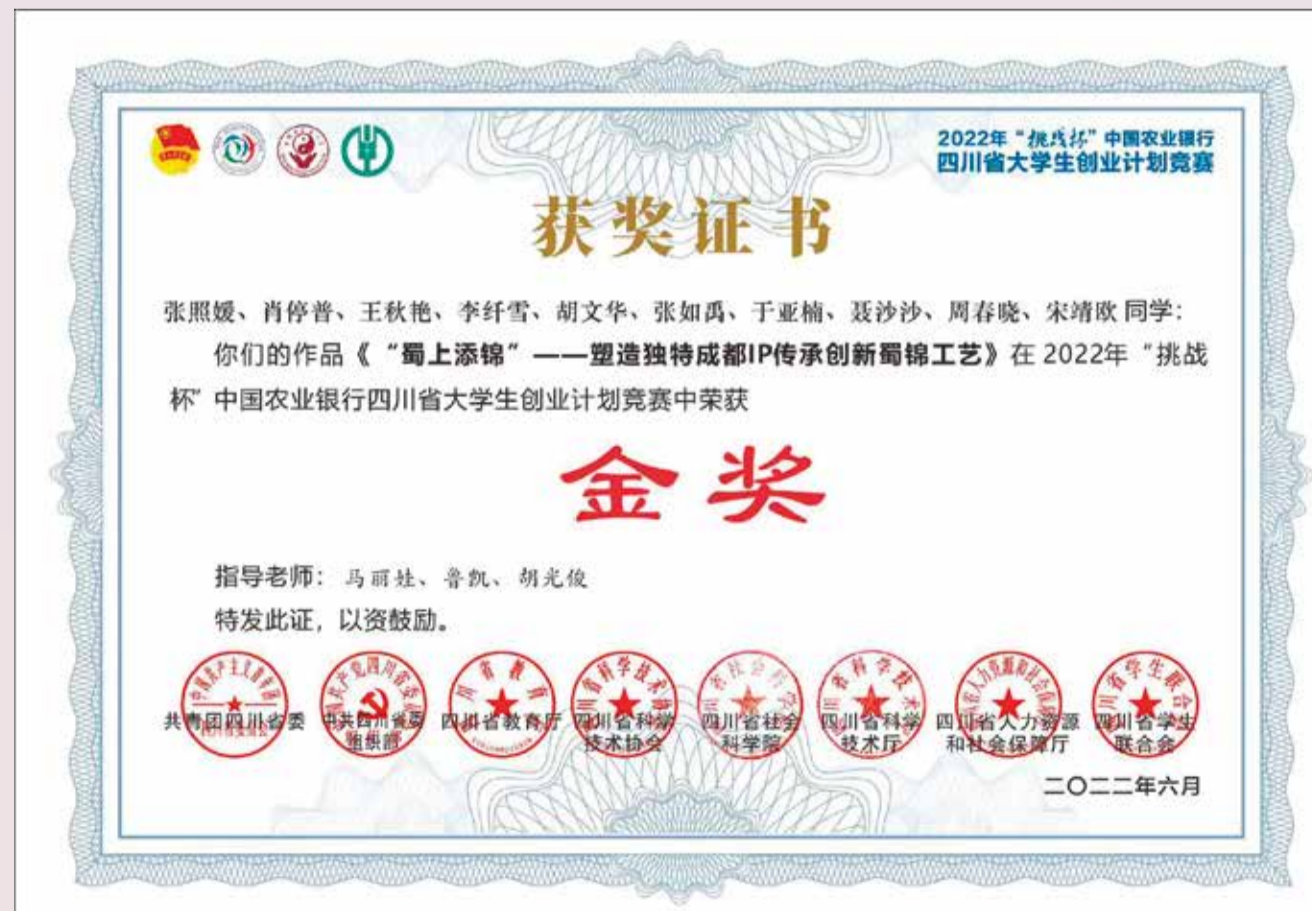 2022年“挑战杯”中国农业银行
四川省大学生创业计划竞赛
获奖证书
张照媛、肖停普、王秋艳、李纤雪、胡文华、张如禹、于亚楠、聂沙沙、周春晓、宋靖欧 同学：
你们的作品《“蜀上添锦”——塑造独特成都IP传承创新蜀锦工艺》在 2022年“挑战
杯”中国农业银行四川省大学生创业计划竞赛中荣获
金奖
指导老师：马丽娃、鲁凯、胡光俊
特发此证，以资鼓励。
共青团四川省委
中共四川省委
组织部
四川省教育厅
四川省科学
技术协会
四川省社会
科学院
四川省科学
技术厅
四川省人力资源
和社会保障厅
四川省学生
联合会
二〇二二年六月